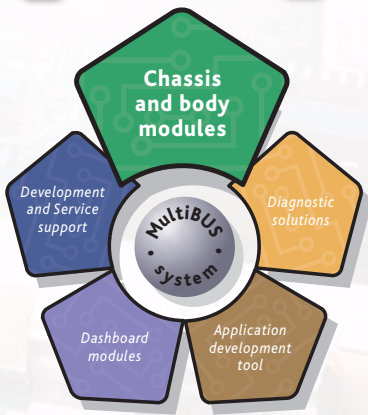 Chassis
and body
modules
Development
and Service
support
Diagnostic
solutions
MultiBUS
• system •
Dashboard
modules
Application
development
tool